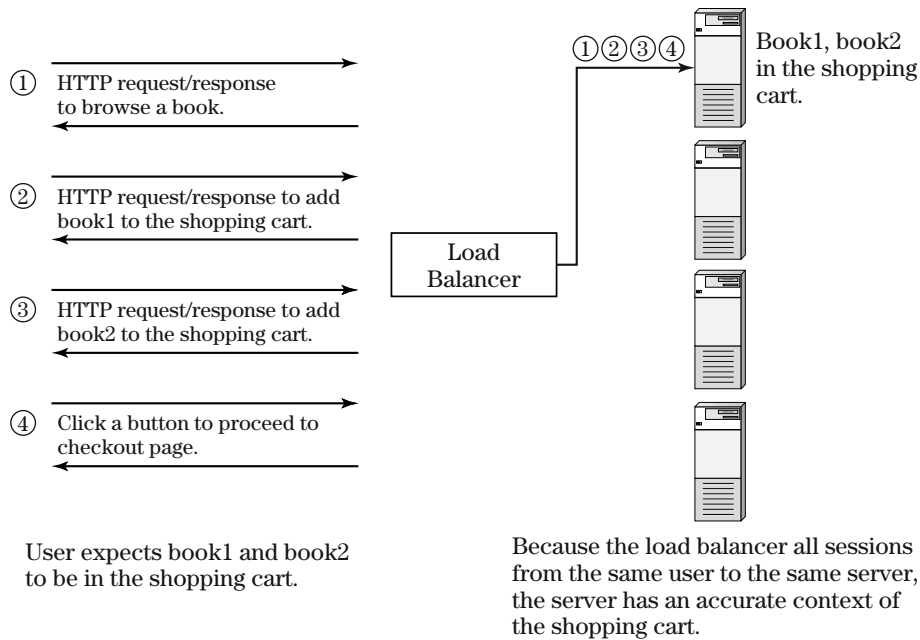 ① HTTP request/response
to browse a book.
② HTTP request/response to add
book1 to the shopping cart.
③ HTTP request/response to add
book2 to the shopping cart.
④ Click a button to proceed to
checkout page.
User expects book1 and book2
to be in the shopping cart.
Load
Balancer
① ② ③ ④
Book1, book2
in the shopping
cart.
Because the load balancer all sessions
from the same user to the same server,
the server has an accurate context of
the shopping cart.